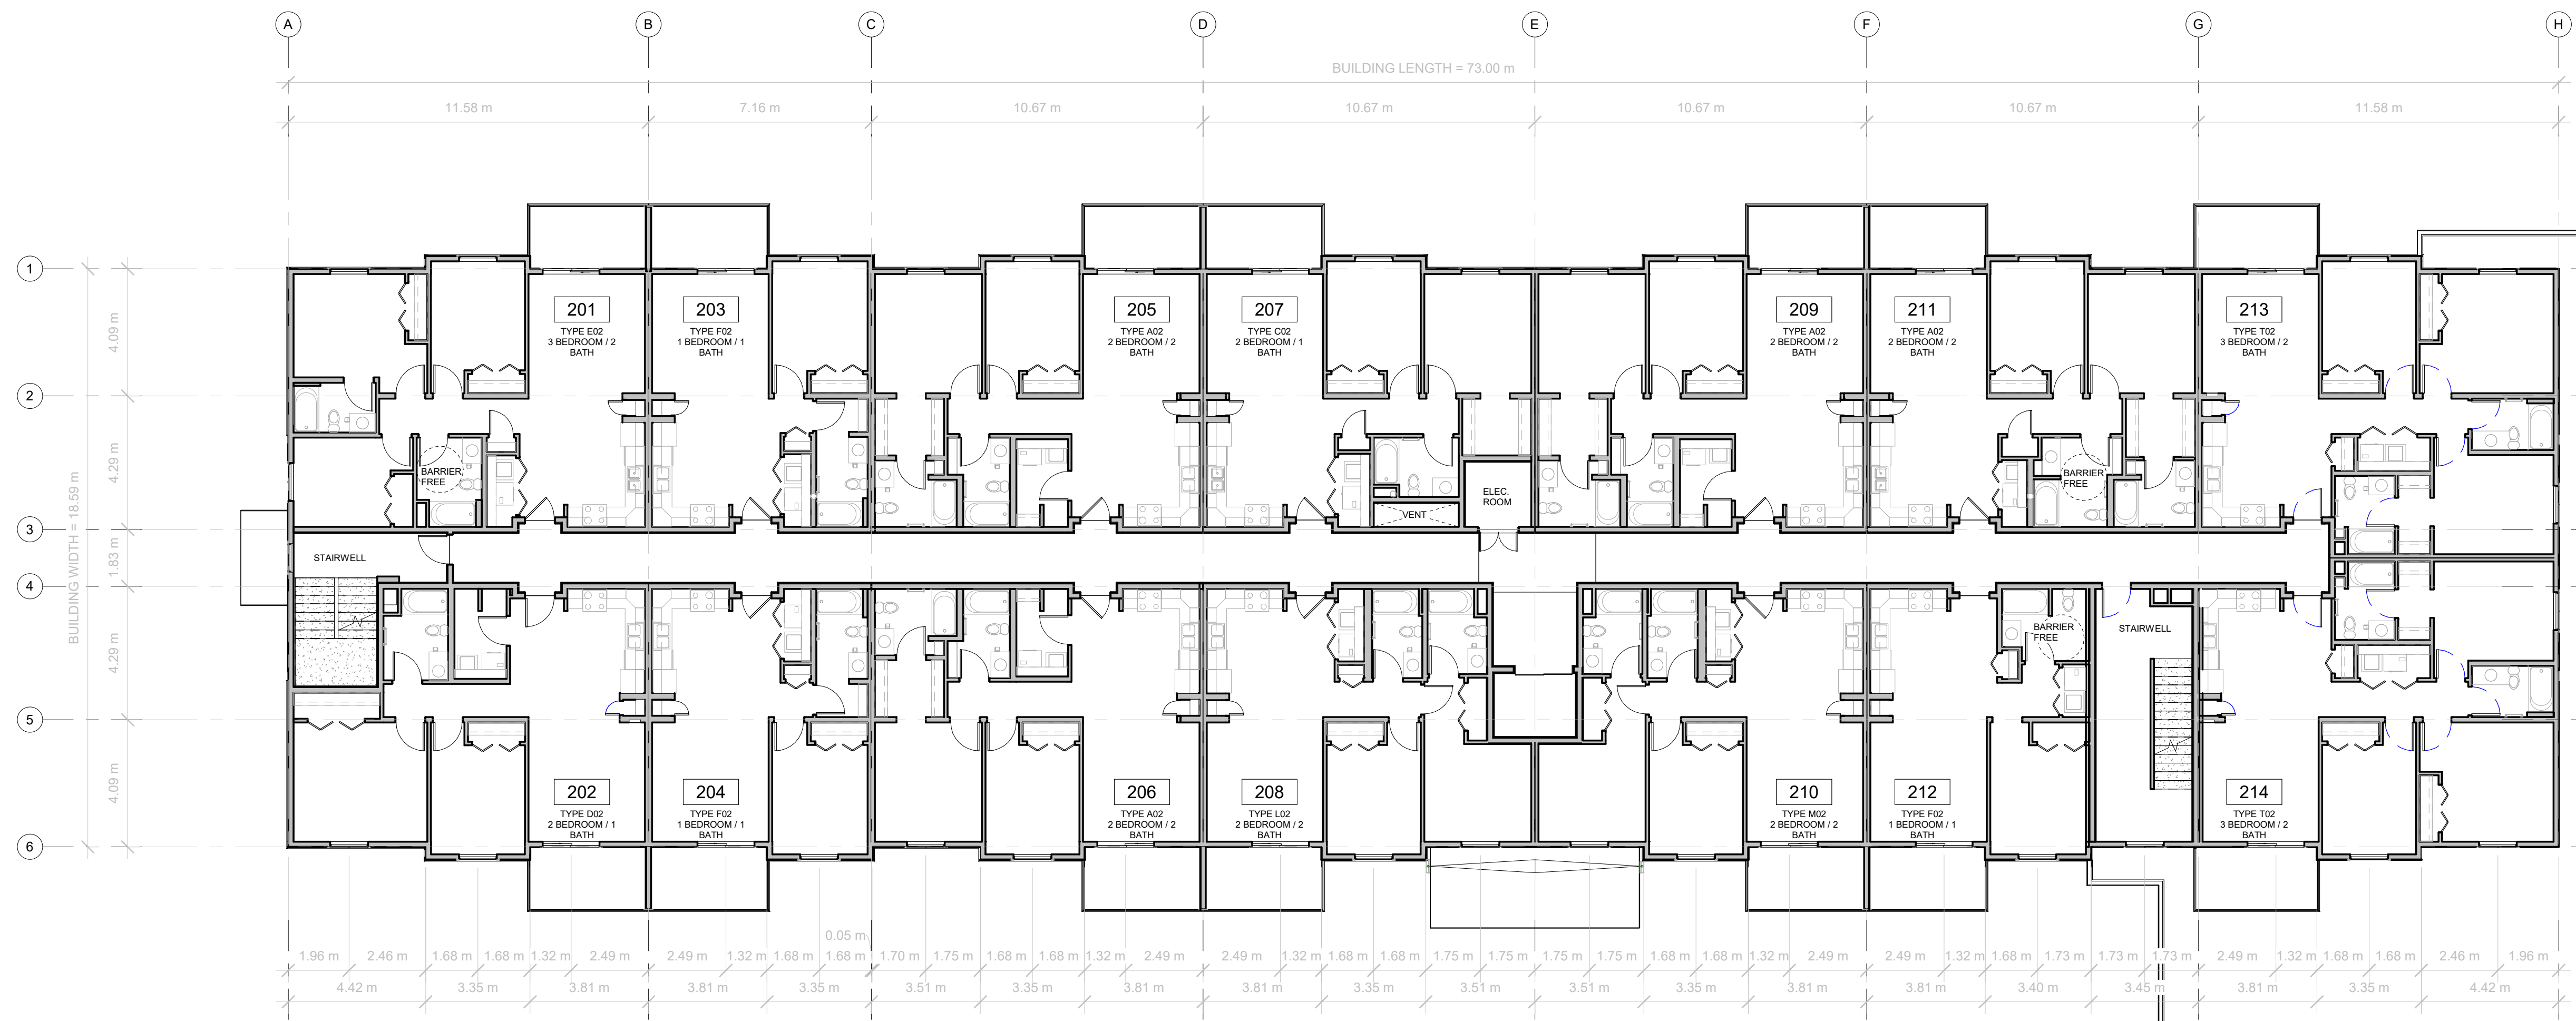 A B C D E F G H
BUILDING LENGTH = 73.00 m
11.58 m 7.16 m 10.67 m 10.67 m 10.67 m 10.67 m 11.58 m
1
2
3
4
5
6
BUILDING WIDTH = 18.59 m
4.09 m
4.29 m
1.83 m
4.29 m
4.09 m
201
TYPE E02
3 BEDROOM / 2
BATH
203
TYPE F02
1 BEDROOM / 1
BATH
205
TYPE A02
2 BEDROOM / 2
BATH
207
TYPE C02
2 BEDROOM / 1
BATH
209
TYPE A02
2 BEDROOM / 2
BATH
211
TYPE A02
2 BEDROOM / 2
BATH
213
TYPE T02
3 BEDROOM / 2
BATH
BARRIER
FREE
ELEC.
ROOM
VENT
BARRIER
FREE
STAIRWELL
BARRIER
FREE
STAIRWELL
202
TYPE D02
2 BEDROOM / 1
BATH
204
TYPE F02
1 BEDROOM / 1
BATH
206
TYPE A02
2 BEDROOM / 2
BATH
208
TYPE L02
2 BEDROOM / 2
BATH
210
TYPE M02
2 BEDROOM / 2
BATH
212
TYPE F02
1 BEDROOM / 1
BATH
214
TYPE T02
3 BEDROOM / 2
BATH
0.05 m
1.96 m 2.46 m 1.68 m 1.68 m 1.32 m 2.49 m 2.49 m 1.32 m 1.68 m 1.68 m 1.70 m 1.75 m 1.68 m 1.68 m 1.32 m 2.49 m 2.49 m 1.32 m 1.68 m 1.68 m 1.75 m 1.75 m 1.75 m 1.75 m 1.68 m 1.68 m 1.32 m 2.49 m 2.49 m 1.32 m 1.68 m 1.73 m 1.73 m 1.73 m 2.49 m 1.32 m 1.68 m 1.68 m 2.46 m 1.96 m
4.42 m 3.35 m 3.81 m 3.81 m 3.35 m 3.51 m 3.35 m 3.81 m 3.81 m 3.35 m 3.51 m 3.51 m 3.35 m 3.81 m 3.81 m 3.40 m 3.45 m 3.81 m 3.35 m 4.42 m